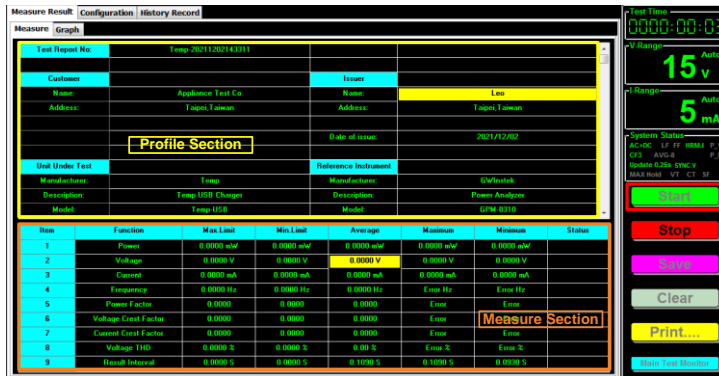 Measure Result Configuration History Record
Measure Graph
Test Report No: Temp-20211202143311
Customer Issuer
Name: Appliance Test Co Name: Leo
Address: Taipei,Taiwan Address: Taipei,Taiwan
Date of issue: 2021/12/02
Profile Section
Unit Under Test Reference Instrument
Manufacturer: Temp Manufacturer: GWInstek
Description: Temp USB Charger Description: Power Analyzer
Model: Temp-USB Model: GPM-8310
Item Function Max.Limit Min.Limit Average Maximum Minimum Status
1 Power 0.0000 mW 0.0000 mW 0.0000 mW 0.0000 mW 0.0000 mW
2 Voltage 0.0000 V 0.0000 V 0.0000 V 0.0000 V 0.0000 V
3 Current 0.0000 mA 0.0000 mA 0.0000 mA 0.0000 mA 0.0000 mA
4 Frequency 0.0000 Hz 0.0000 Hz 0.0000 Hz Error Hz Error Hz
5 Power Factor 0.0000 0.0000 0.0000 Error Error
6 Voltage Crest Factor 0.0000 0.0000 0.0000 Error
Measure Section
7 Current Crest Factor 0.0000 0.0000 0.0000 Error Error
8 Voltage THD 0.0000 % 0.0000 % 0.00 % Error % Error %
9 Result Interval 0.0000 S 0.0000 S 0.1090 S 0.1090 S 0.0930 S
Test Time
0000:00:03
V-Range
Auto
15 V
I-Range
Auto
5 mA
System Status
AC+DC LF FF HRM.I
CF3 AVG-8
Update 0.25s SYNC.V
MAX Hold VT CT SF
Start
Stop
Save
Clear
Print....
Main Test Monitor